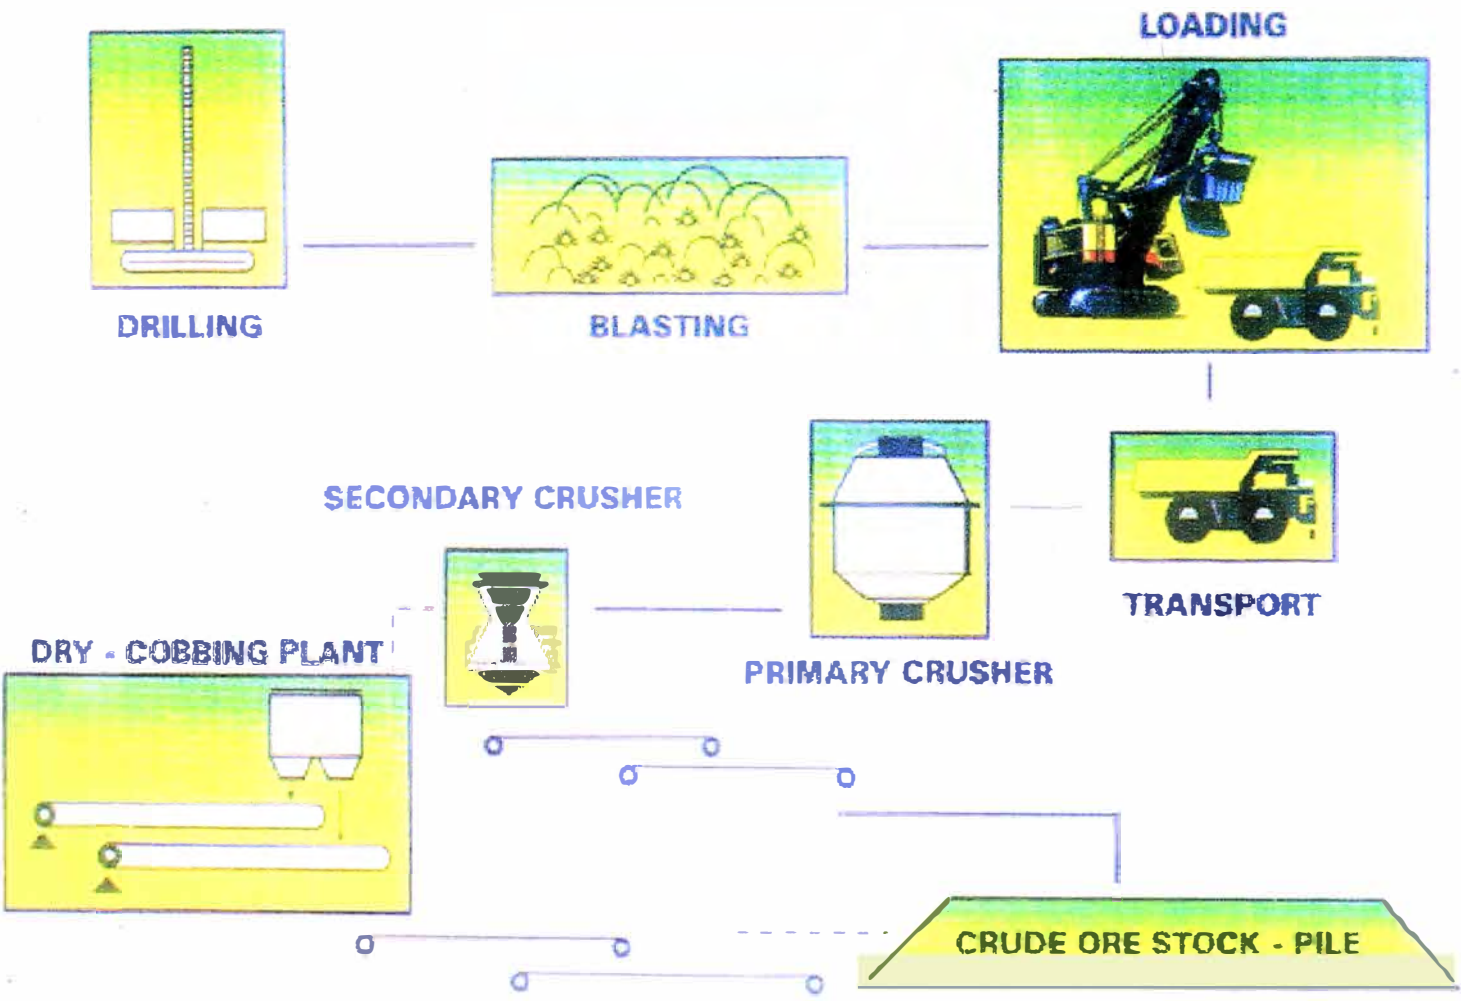 LOADING
DRILLING
BLASTING
SECONDARY CRUSHER
TRANSPORT
DRY - COBBING PLANT
PRIMARY CRUSHER
CRUDE ORE STOCK - PILE